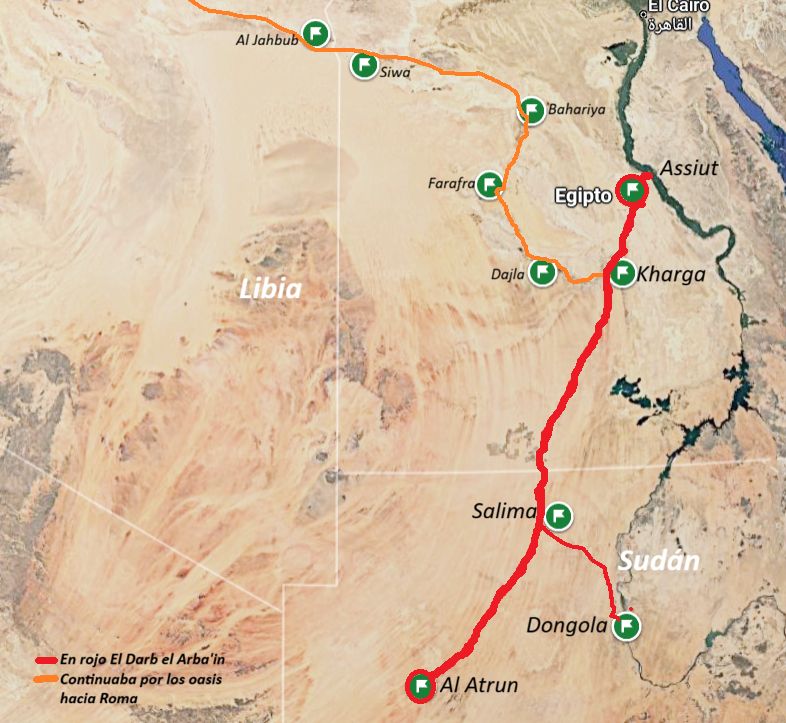 El Cairo
القاهرة
Al Jahbub
Siwa
Bahariya
Assiut
Farafra
Egipto
Dajla
Kharga
Libia
Salima
Sudán
Dongola
Al Atrun
En rojo El Darb el Arba'in
Continuaba por los oasis
hacia Roma